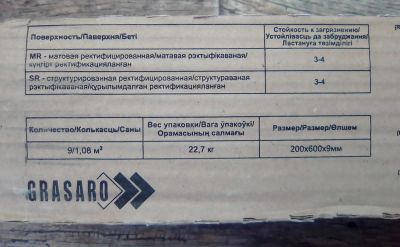 Поверхность/Паверхня/Беті
Стойкость к загрязнению/
Устойлівасць да забруджання/
Ластануға төзімділігі
MR - матовая ректифицированная/матавая рэктыфікаваная/
күңгірт ректификацияланған
3-4
SR - структурированная ректифицированная/структураваная
рэктыфікаваная/құрылымдалған ректификацияланған
3-4
Количество/Колькасць/Саны
Вес упаковки/Вага ўпакоўкі/
Орамасының салмағы
Размер/Размер/Өлшем
9/1,08 м²
22,7 кг
200х600х9мм
GRASARO